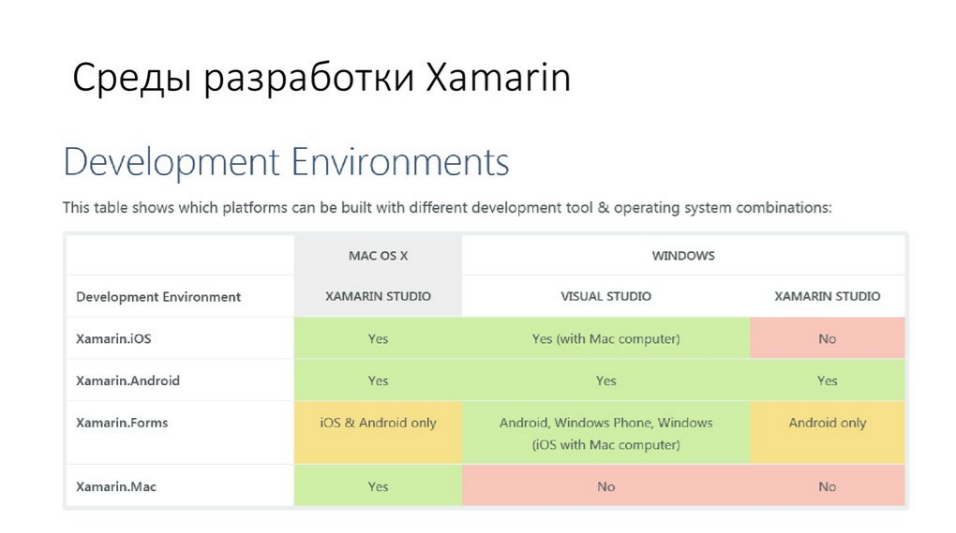 Среды разработки Xamarin
Development Environments
This table shows which platforms can be built with different development tool & operating system combinations:
MAC OS X WINDOWS
Development Environment XAMARIN STUDIO VISUAL STUDIO XAMARIN STUDIO
Xamarin.iOS Yes Yes (with Mac computer) No
Xamarin.Android Yes Yes Yes
Xamarin.Forms iOS & Android only Android, Windows Phone, Windows Android only
(iOS with Mac computer)
Xamarin.Mac Yes No No